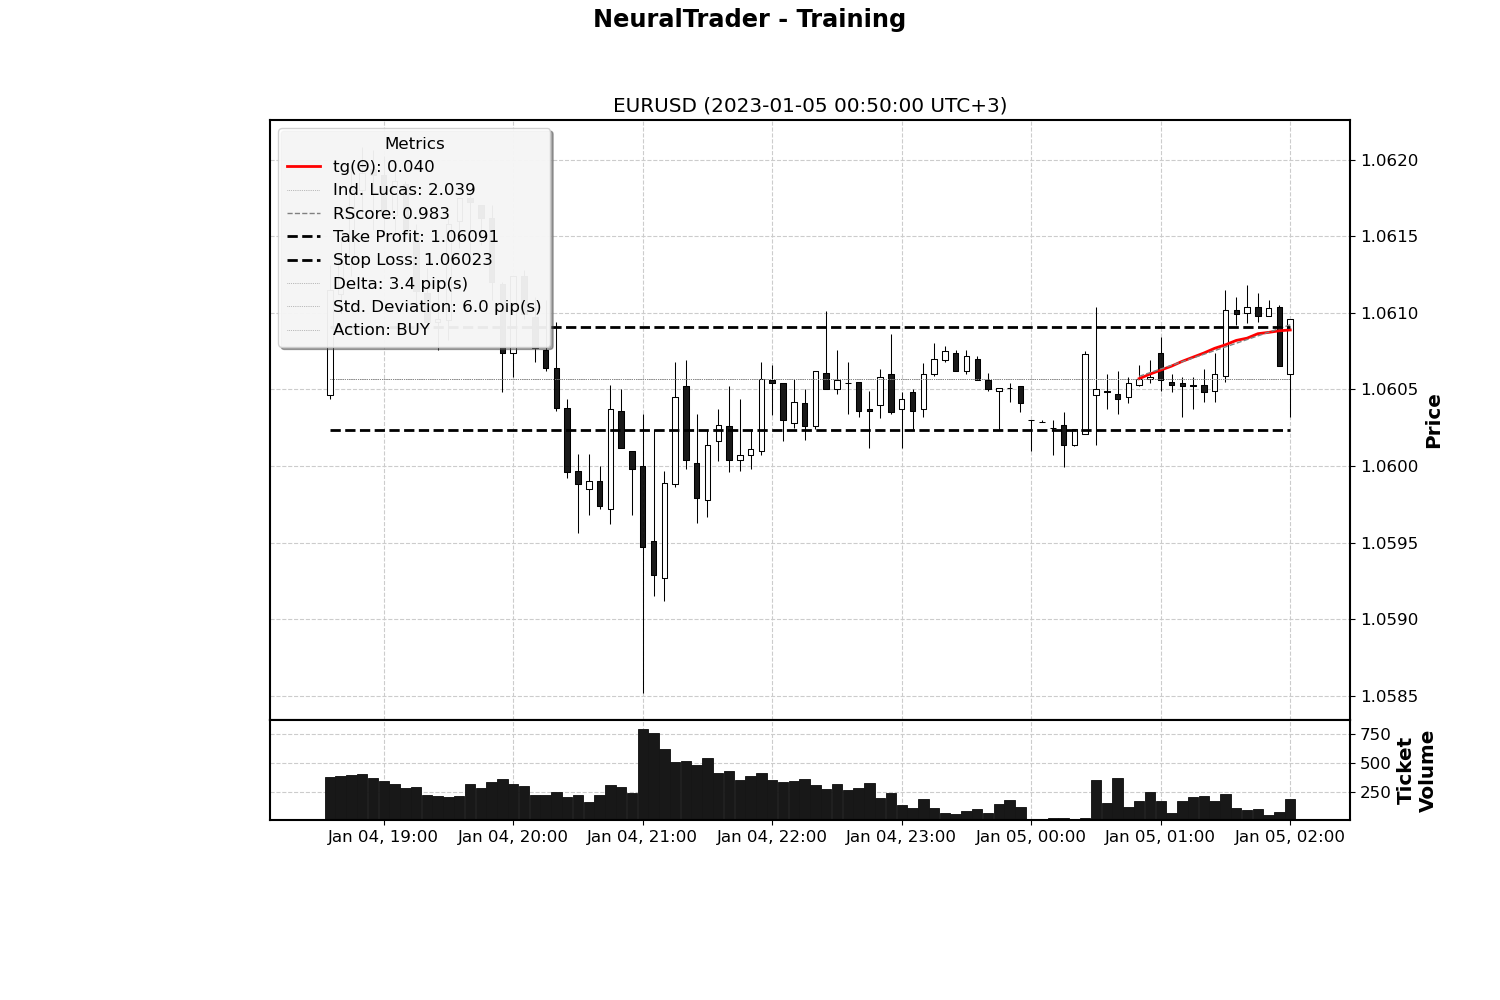 NeuralTrader - Training
EURUSD (2023-01-05 00:50:00 UTC+3)
Metrics
tg(Θ): 0.040
Ind. Lucas: 2.039
RScore: 0.983
Take Profit: 1.06091
Stop Loss: 1.06023
Delta: 3.4 pip(s)
Std. Deviation: 6.0 pip(s)
Action: BUY
1.0620
1.0615
1.0610
1.0605
1.0600
1.0595
1.0590
1.0585
Price
750
500
250
Ticket
Volume
Jan 04, 19:00
Jan 04, 20:00
Jan 04, 21:00
Jan 04, 22:00
Jan 04, 23:00
Jan 05, 00:00
Jan 05, 01:00
Jan 05, 02:00